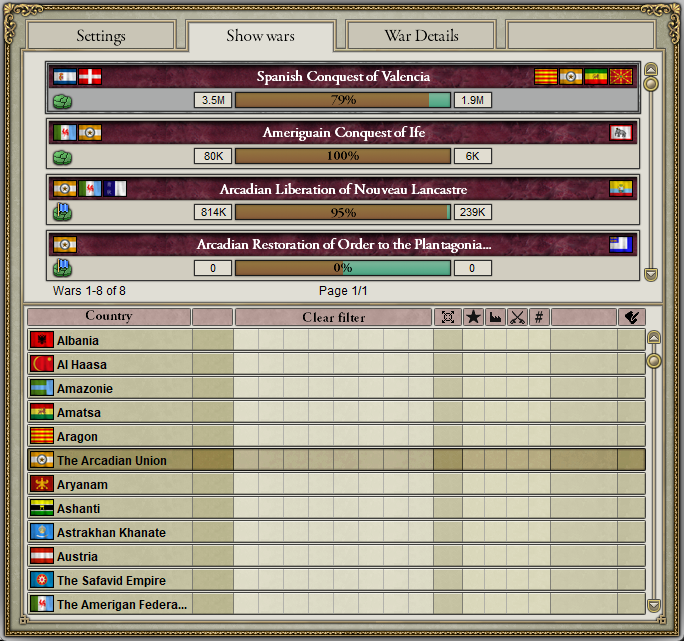 Settings
Show wars
War Details
Spanish Conquest of Valencia
3.5M
79%
1.9M
Ameriguain Conquest of Ife
80K
100%
6K
Arcadian Liberation of Nouveau Lancastre
814K
95%
239K
Arcadian Restoration of Order to the Plantagonia...
0
0%
0
Wars 1-8 of 8
Page 1/1
Country
Clear filter
#
Albania
Al Haasa
Amazonie
Amatsa
Aragon
The Arcadian Union
Aryanam
Ashanti
Astrakhan Khanate
Austria
The Safavid Empire
The Amerigan Federa...